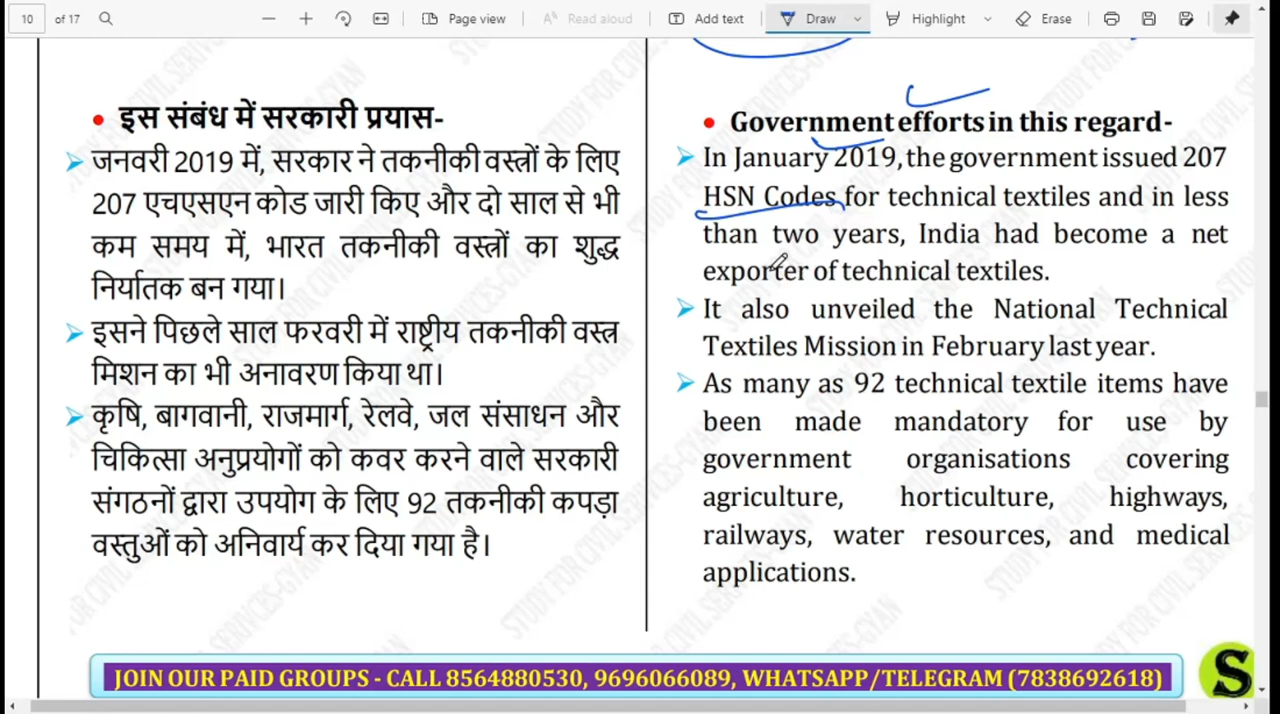 10 of 17
Page view
Read aloud
Add text
Draw
Highlight
Erase
इस संबंध में सरकारी प्रयास-
जनवरी 2019 में, सरकार ने तकनीकी वस्त्रों के लिए
207 एचएसएन कोड जारी किए और दो साल से भी
कम समय में, भारत तकनीकी वस्त्रों का शुद्ध
निर्यातक बन गया।
इसने पिछले साल फरवरी में राष्ट्रीय तकनीकी वस्त्र
मिशन का भी अनावरण किया था।
कृषि, बागवानी, राजमार्ग, रेलवे, जल संसाधन और
चिकित्सा अनुप्रयोगों को कवर करने वाले सरकारी
संगठनों द्वारा उपयोग के लिए 92 तकनीकी कपड़ा
वस्तुओं को अनिवार्य कर दिया गया है।
Government efforts in this regard-
In January 2019, the government issued 207
HSN Codes for technical textiles and in less
than two years, India had become a net
exporter of technical textiles.
It also unveiled the National Technical
Textiles Mission in February last year.
As many as 92 technical textile items have
been made mandatory for use by
government organisations covering
agriculture, horticulture, highways,
railways, water resources, and medical
applications.
JOIN OUR PAID GROUPS - CALL 8564880530, 9696066089, WHATSAPP/TELEGRAM (7838692618)
S